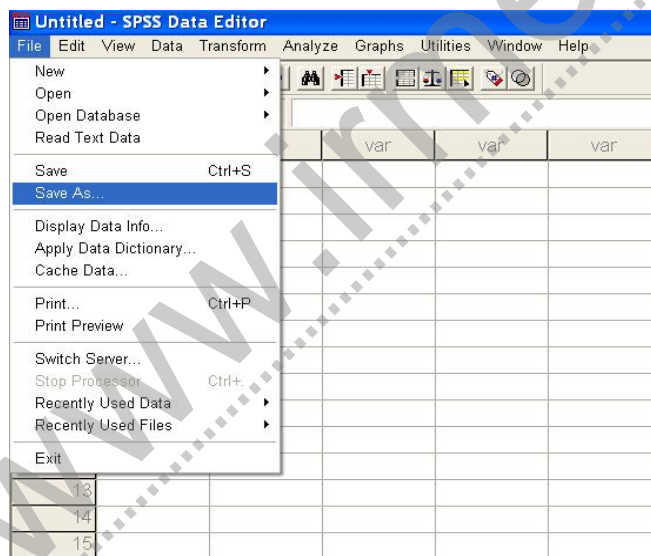 Untitled - SPSS Data Editor
File Edit View Data Transform Analyze Graphs Utilities Window Help
New
Open
Open Database
Read Text Data
var var var
Save Ctrl+S
Save As...
Display Data Info...
Apply Data Dictionary...
Cache Data...
Print... Ctrl+P
Print Preview
Switch Server...
Stop Processor Ctrl+.
Recently Used Data
Recently Used Files
Exit
13
14
15
www.irme